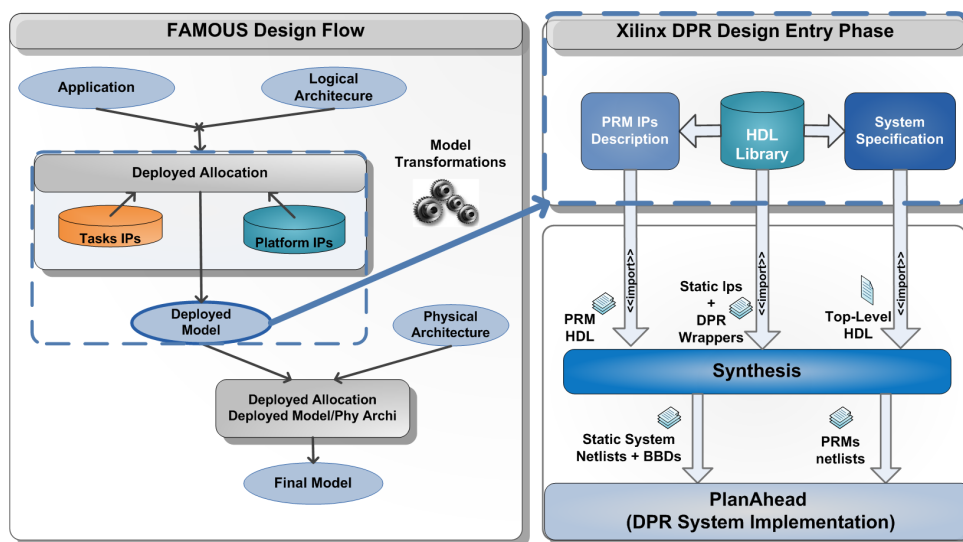 FAMOUS Design Flow
Application
Logical
Architecure
Deployed Allocation
Tasks IPs
Platform IPs
Model
Transformations
Deployed
Model
Physical
Architecture
Deployed Allocation
Deployed Model/Phy Archi
Final Model
Xilinx DPR Design Entry Phase
PRM IPs
Description
HDL
Library
System
Specification
<<import>>
<<import>>
<<import>>
PRM
HDL
Static Ips
+
DPR
Wrappers
Top-Level
HDL
Synthesis
Static System
Netlists + BBDs
PRMs
netlists
PlanAhead
(DPR System Implementation)